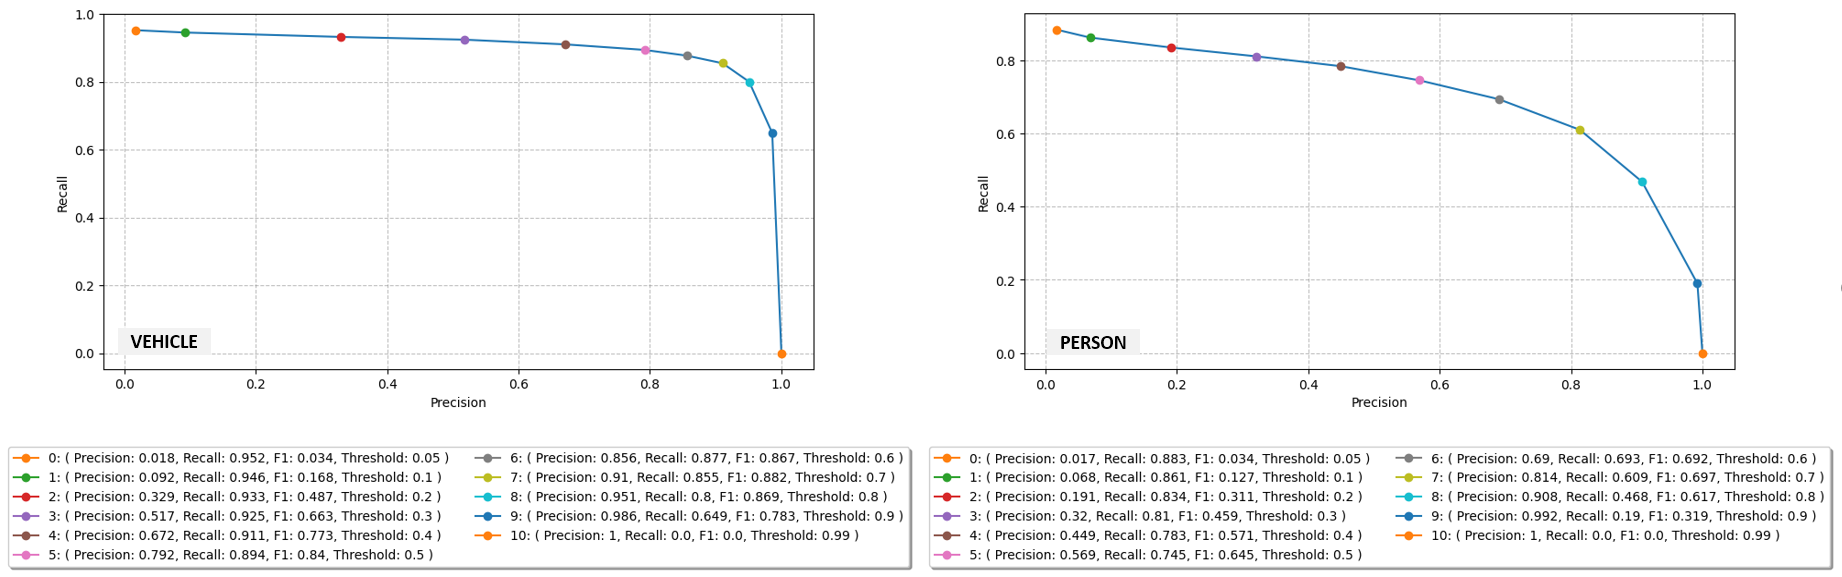 1.0
0.8
0.6
0.4
0.2
0.0
Recall
VEHICLE
0.0 0.2 0.4 0.6 0.8 1.0
Precision
0: ( Precision: 0.018, Recall: 0.952, F1: 0.034, Threshold: 0.05 )
1: ( Precision: 0.092, Recall: 0.946, F1: 0.168, Threshold: 0.1 )
2: ( Precision: 0.329, Recall: 0.933, F1: 0.487, Threshold: 0.2 )
3: ( Precision: 0.517, Recall: 0.925, F1: 0.663, Threshold: 0.3 )
4: ( Precision: 0.672, Recall: 0.911, F1: 0.773, Threshold: 0.4 )
5: ( Precision: 0.792, Recall: 0.894, F1: 0.84, Threshold: 0.5 )
6: ( Precision: 0.856, Recall: 0.877, F1: 0.867, Threshold: 0.6 )
7: ( Precision: 0.91, Recall: 0.855, F1: 0.882, Threshold: 0.7 )
8: ( Precision: 0.951, Recall: 0.8, F1: 0.869, Threshold: 0.8 )
9: ( Precision: 0.986, Recall: 0.649, F1: 0.783, Threshold: 0.9 )
10: ( Precision: 1, Recall: 0.0, F1: 0.0, Threshold: 0.99 )
0.8
0.6
0.4
0.2
0.0
Recall
PERSON
0.0 0.2 0.4 0.6 0.8 1.0
Precision
0: ( Precision: 0.017, Recall: 0.883, F1: 0.034, Threshold: 0.05 )
1: ( Precision: 0.068, Recall: 0.861, F1: 0.127, Threshold: 0.1 )
2: ( Precision: 0.191, Recall: 0.834, F1: 0.311, Threshold: 0.2 )
3: ( Precision: 0.32, Recall: 0.81, F1: 0.459, Threshold: 0.3 )
4: ( Precision: 0.449, Recall: 0.783, F1: 0.571, Threshold: 0.4 )
5: ( Precision: 0.569, Recall: 0.745, F1: 0.645, Threshold: 0.5 )
6: ( Precision: 0.69, Recall: 0.693, F1: 0.692, Threshold: 0.6 )
7: ( Precision: 0.814, Recall: 0.609, F1: 0.697, Threshold: 0.7 )
8: ( Precision: 0.908, Recall: 0.468, F1: 0.617, Threshold: 0.8 )
9: ( Precision: 0.992, Recall: 0.19, F1: 0.319, Threshold: 0.9 )
10: ( Precision: 1, Recall: 0.0, F1: 0.0, Threshold: 0.99 )